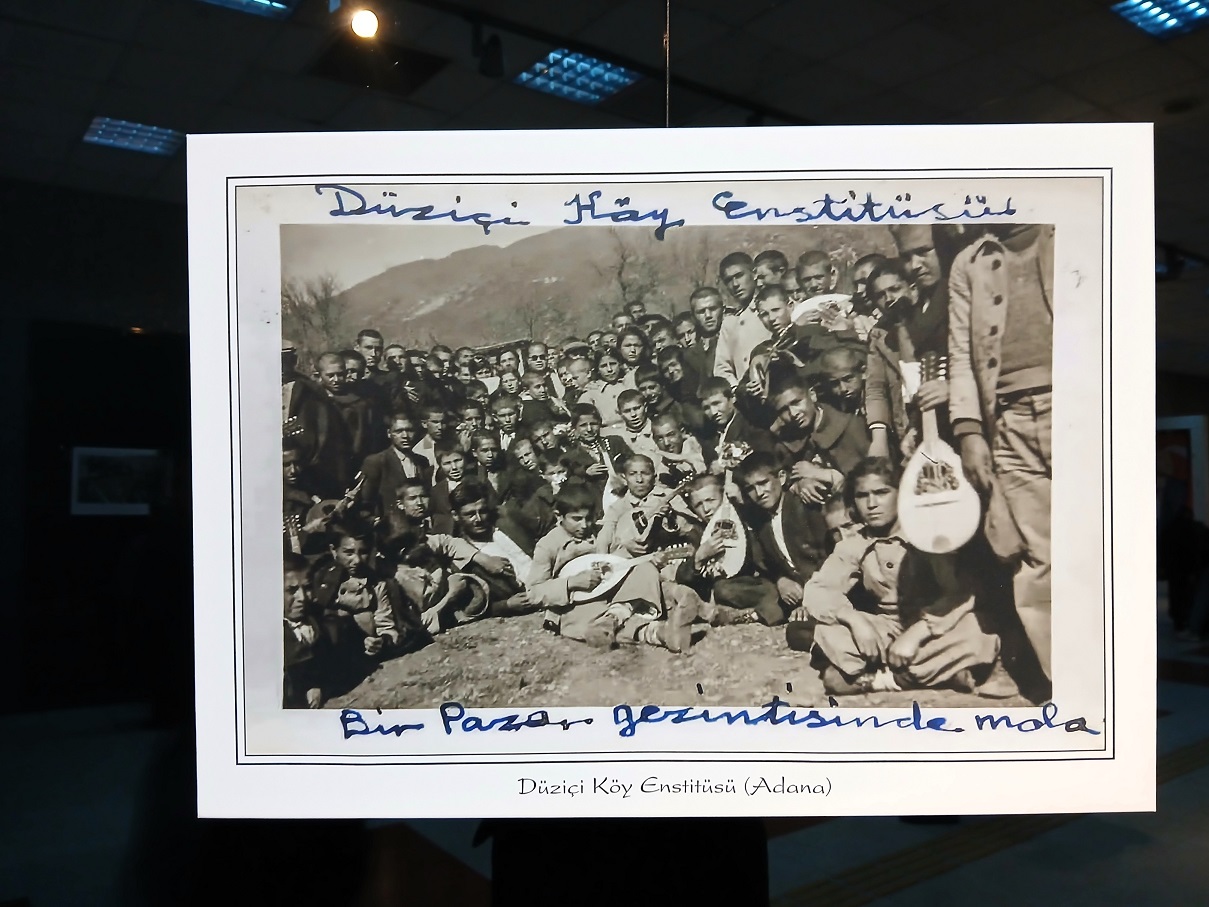 Düziçi Köy Enstitüsü
Bir Pazar gezintisinde mola
Düziçi Köy Enstitüsü (Adana)